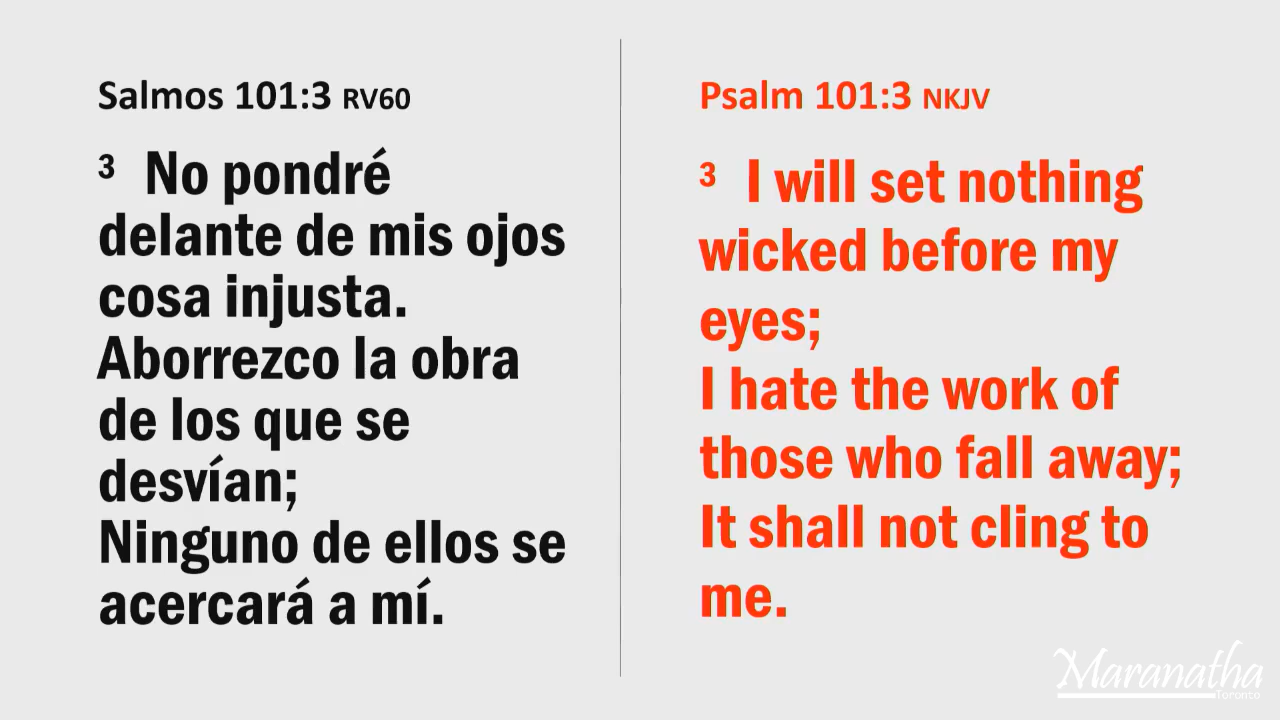 Salmos 101:3 RV60
3 No pondré
delante de mis ojos
cosa injusta.
Aborrezco la obra
de los que se
desvían;
Ninguno de ellos se
acercará a mí.
Psalm 101:3 NKJV
3 I will set nothing
wicked before my
eyes;
I hate the work of
those who fall away;
It shall not cling to
me.
Maranatha
Toronto